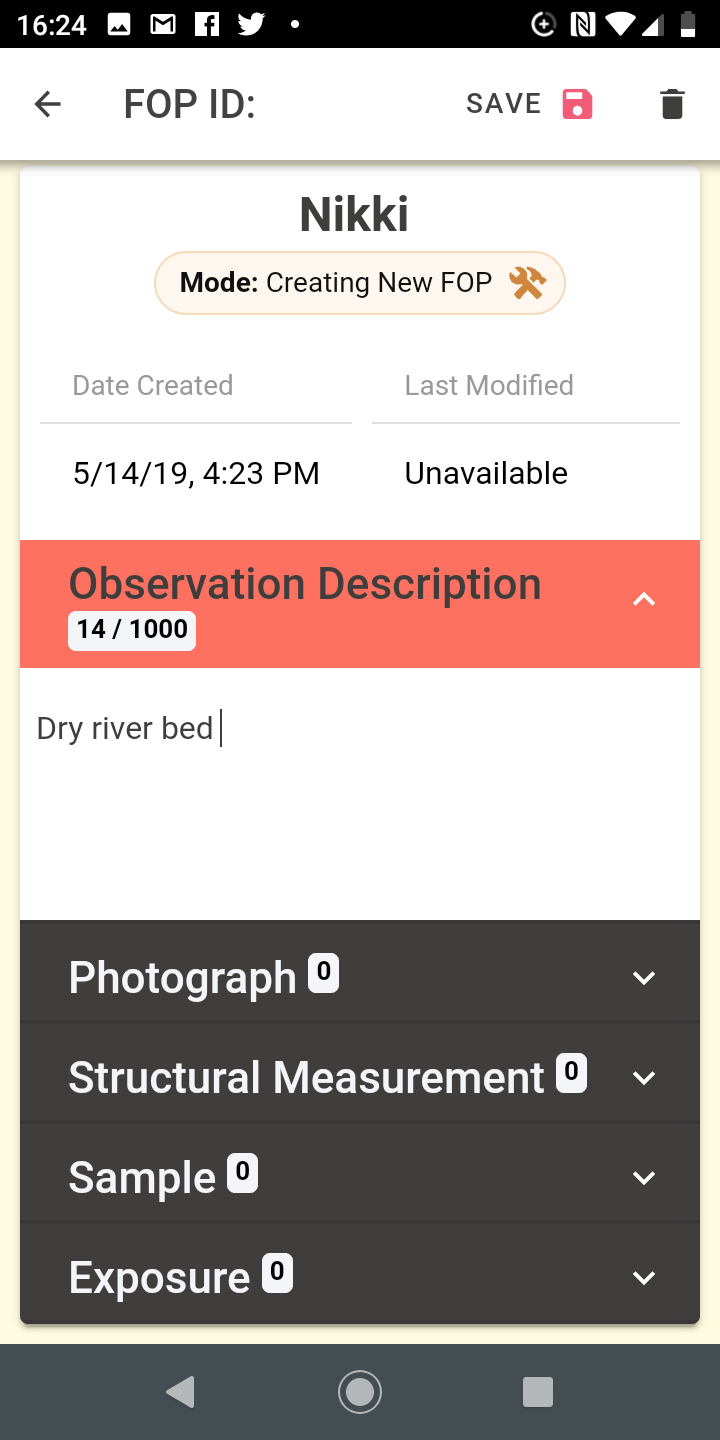 16:24
FOP ID:
SAVE
Nikki
Mode: Creating New FOP
Date Created
Last Modified
5/14/19, 4:23 PM
Unavailable
Observation Description
14 / 1000
Dry river bed
Photograph 0
Structural Measurement 0
Sample 0
Exposure 0